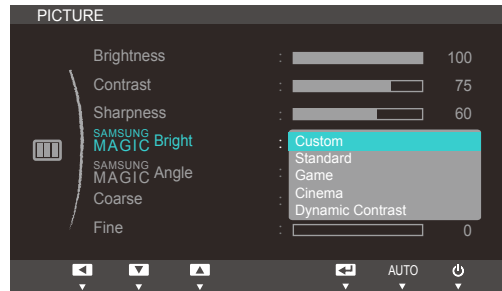 PICTURE
Brightness : 100
Contrast : 75
Sharpness : 60
SAMSUNG MAGIC Bright : Custom
Standard
SAMSUNG MAGIC Angle : Game
Cinema
Coarse : Dynamic Contrast
Fine : 0
AUTO